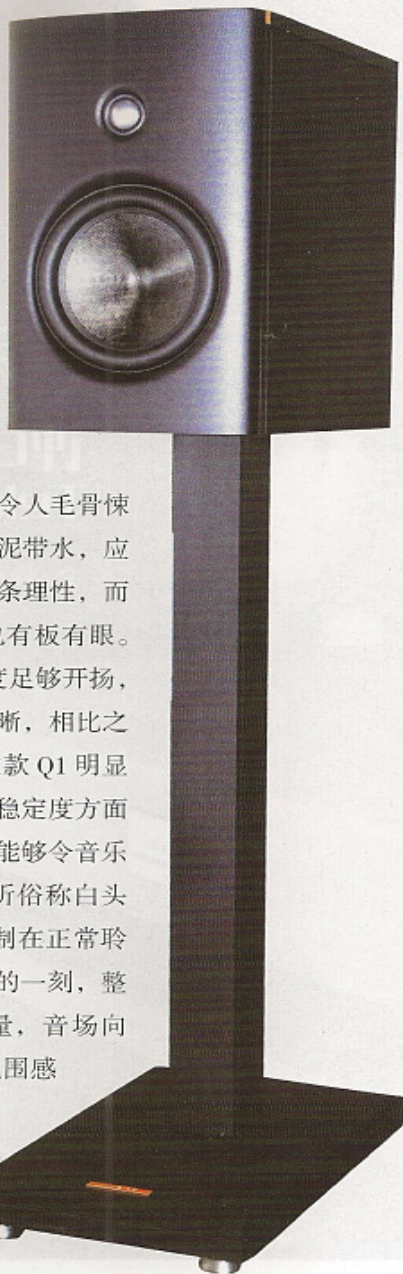 令人毛骨悚
泥带水，应
条理性，而
有板有眼。
度足够开扬，
晰，相比之
款 Q1 明显
稳定度方面
能够令音乐
听俗称白头
制在正常聆
的一刻，整
量，音场向
围感